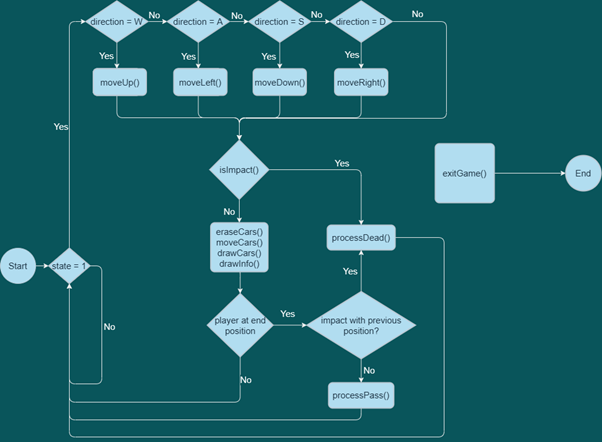 direction = W
No
direction = A
No
direction = S
No
direction = D
No
Yes
Yes
Yes
Yes
moveUp()
moveLeft()
moveDown()
moveRight()
Yes
isImpact()
Yes
exitGame()
End
No
eraseCars()
moveCars()
drawCars()
drawInfo()
processDead()
Start
state = 1
Yes
No
player at end
position
Yes
impact with previous
position?
No
No
processPass()